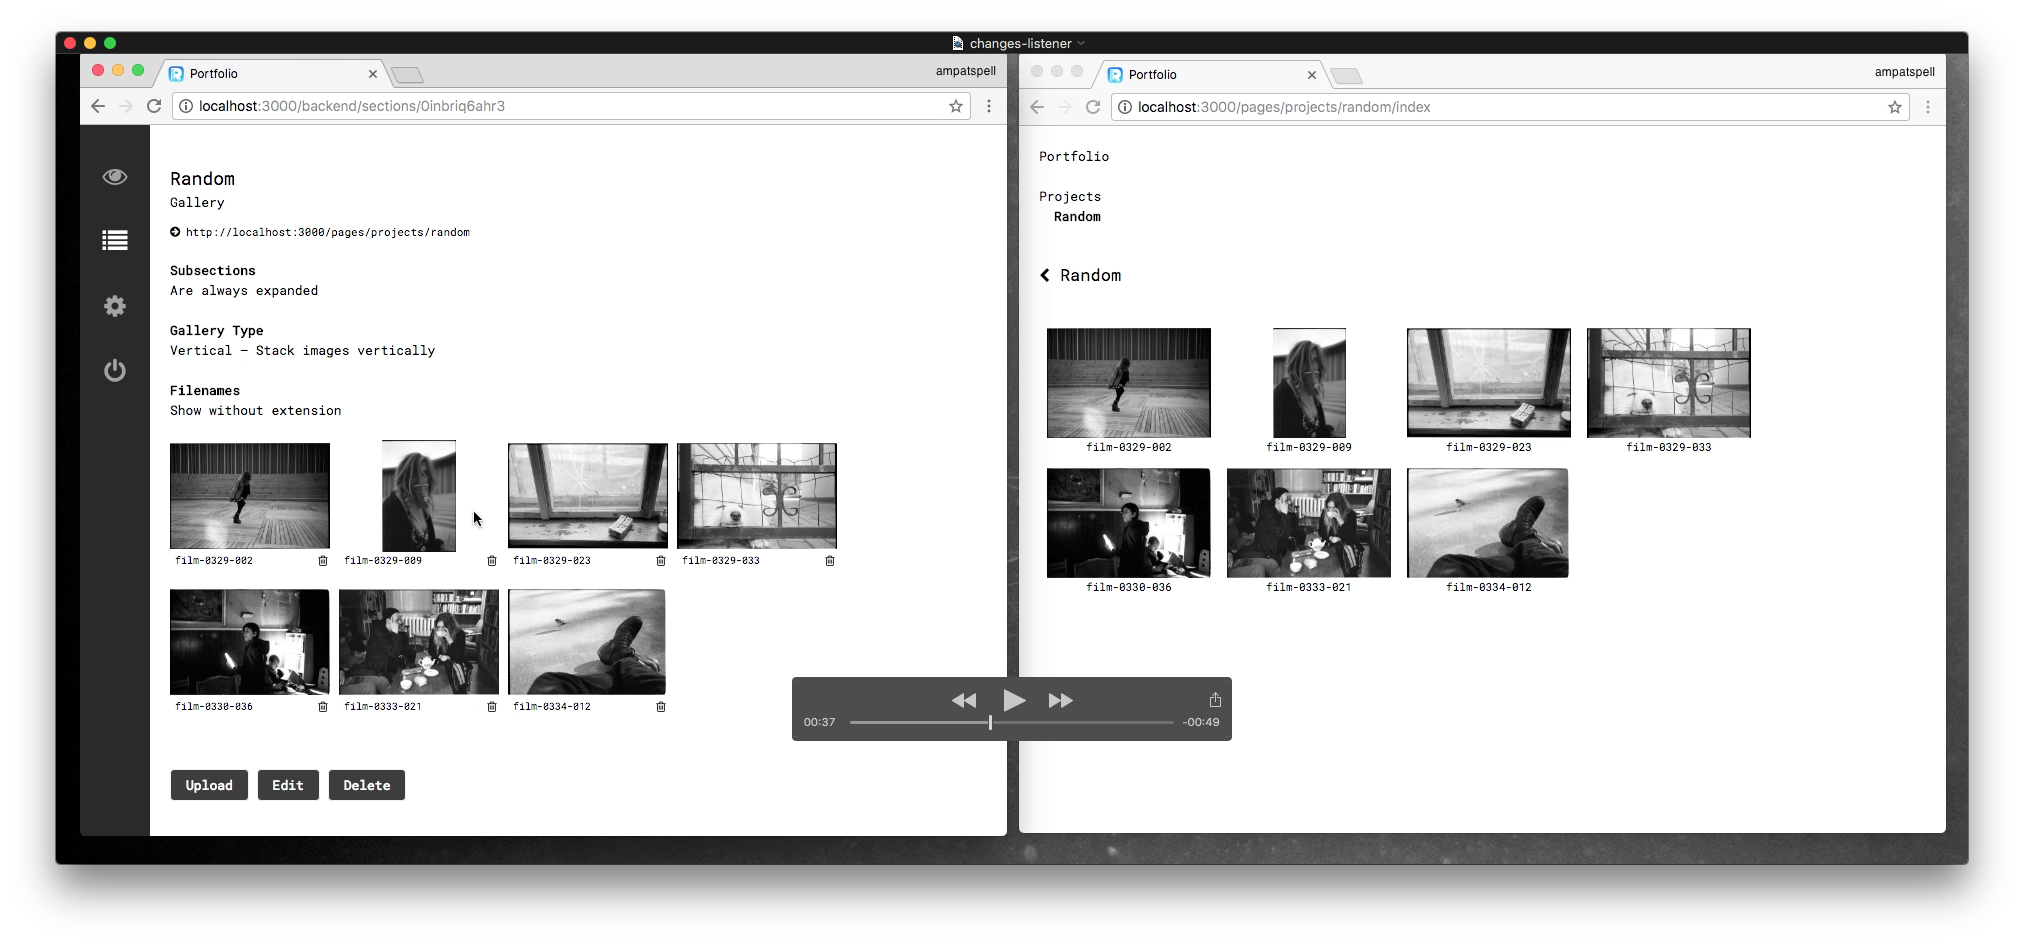 changes-listener
Portfolio
ampatspell
localhost:3000/backend/sections/0inbriq6ahr3
Random
Gallery
http://localhost:3000/pages/projects/random
Subsections
Are always expanded
Gallery Type
Vertical – Stack images vertically
Filenames
Show without extension
film-0329-002
film-0329-009
film-0329-023
film-0329-033
film-0330-036
film-0333-021
film-0334-012
Upload
Edit
Delete
Portfolio
ampatspell
localhost:3000/pages/projects/random/index
Portfolio
Projects
Random
Random
film-0329-002
film-0329-009
film-0329-023
film-0329-033
film-0330-036
film-0333-021
film-0334-012
00:37
-00:49